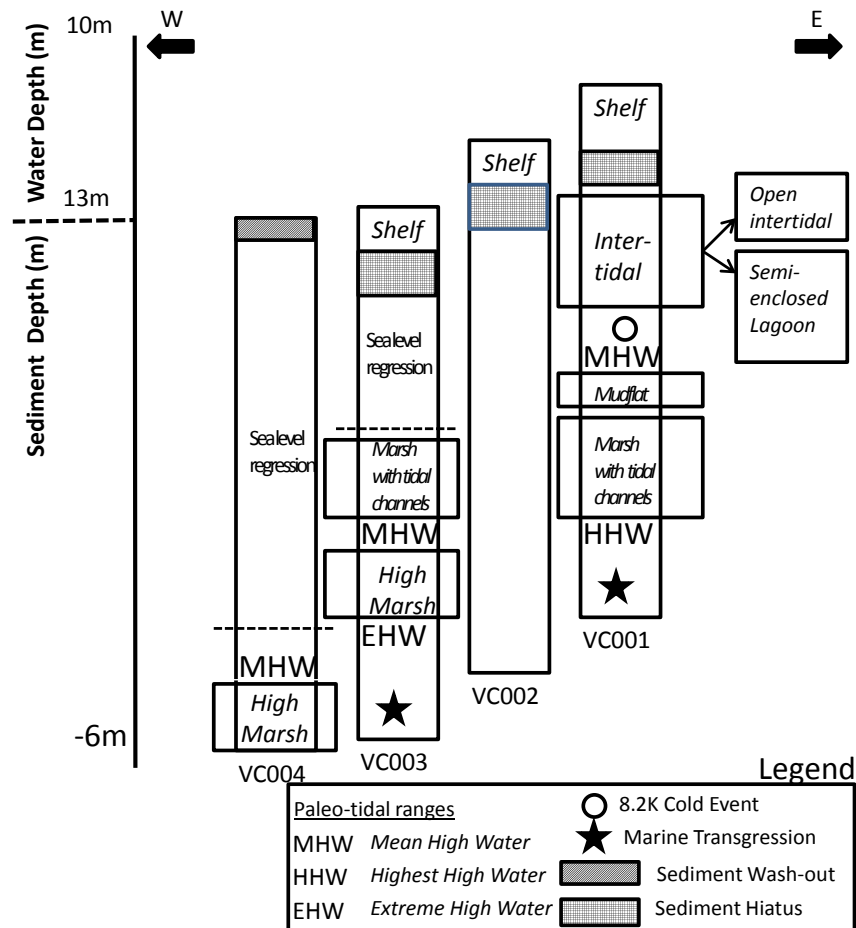 10m
W
E
Water Depth (m)
13m
Sediment Depth (m)
-6m
Sea level
regression
MHW
High
Marsh
VC004
Shelf
Sea level
regression
Marsh
with tidal
channels
MHW
High
Marsh
EHW
VC003
Shelf
VC002
Shelf
Inter-
tidal
MHW
Mudflat
Marsh
with tidal
channels
HHW
VC001
Open
intertidal
Semi-
enclosed
Lagoon
Legend
Paleo-tidal ranges
MHW Mean High Water
HHW Highest High Water
EHW Extreme High Water
8.2K Cold Event
Marine Transgression
Sediment Wash-out
Sediment Hiatus